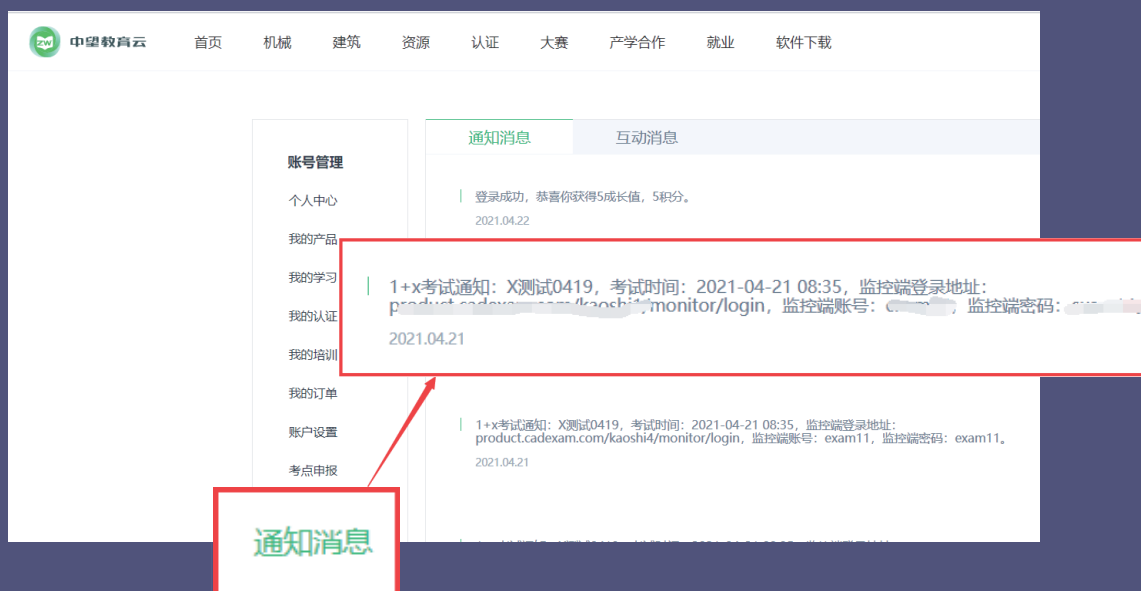 中望教育云 首页 机械 建筑 资源 认证 大赛 产学合作 就业 软件下载
账号管理
个人中心
我的产品
我的学习
我的认证
我的培训
我的订单
账户设置
考点申报
通知消息 互动消息
登录成功，恭喜你获得5成长值，5积分。
2021.04.22
1+x考试通知：X测试0419，考试时间：2021-04-21 08:35，监控端登录地址：
monitor/login，监控端账号： 监控端密码：
2021.04.21
1+x考试通知：X测试0419，考试时间：2021-04-21 08:35，监控端登录地址：
product.cadexam.com/kaoshi4/monitor/login，监控端账号：exam11，监控端密码：exam11。
2021.04.21
通知消息